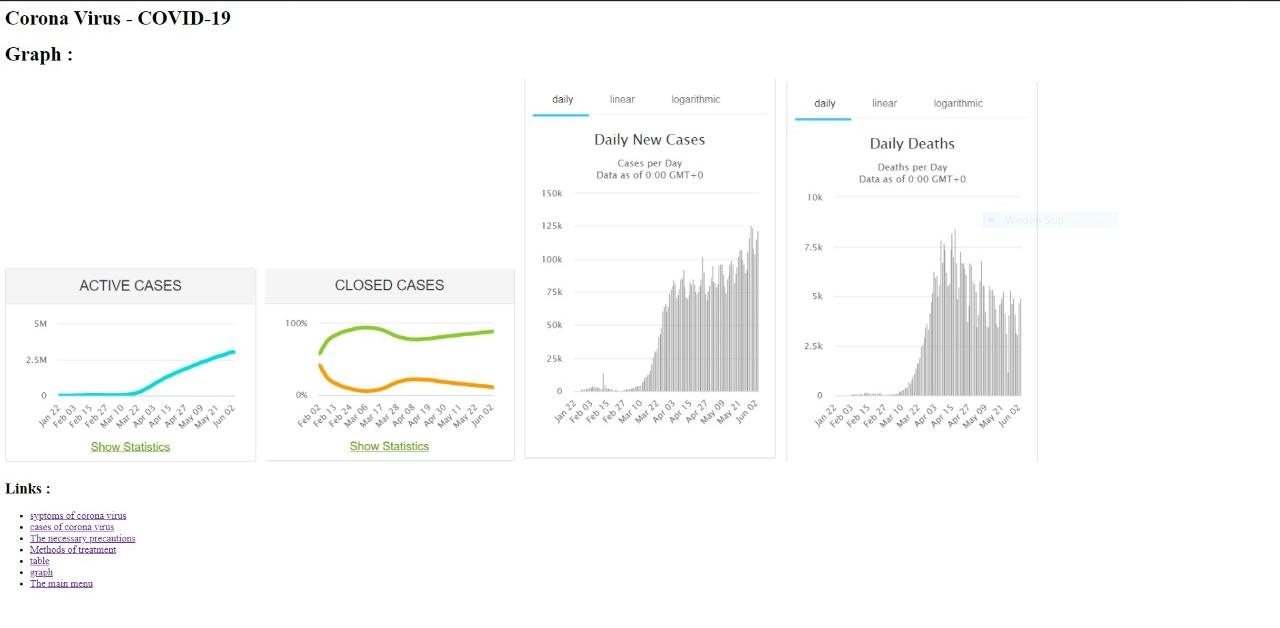 Corona Virus - COVID-19
Graph :
ACTIVE CASES
5M
2.5M
0
Jan 22 Feb 03 Feb 15 Feb 27 Mar 10 Mar 22 Apr 03 Apr 15 Apr 27 May 09 May 21 Jun 02
Show Statistics
CLOSED CASES
100%
0%
Feb 02 Feb 13 Feb 24 Mar 06 Mar 17 Mar 28 Apr 08 Apr 19 Apr 30 May 11 May 22 Jun 02
Show Statistics
daily linear logarithmic
Daily New Cases
Cases per Day
Data as of 0:00 GMT+0
150k
125k
100k
75k
50k
25k
0
Jan 22 Feb 03 Feb 15 Feb 27 Mar 10 Mar 22 Apr 03 Apr 15 Apr 27 May 09 May 21 Jun 02
daily linear logarithmic
Daily Deaths
Deaths per Day
Data as of 0:00 GMT+0
10k
7.5k
5k
2.5k
0
Jan 22 Feb 03 Feb 15 Feb 27 Mar 10 Mar 22 Apr 03 Apr 15 Apr 27 May 09 May 21 Jun 02
Window Snip
Links :
syptoms of corona virus
cases of corona virus
The necessary precautions
Methods of treatment
table
graph
The main menu